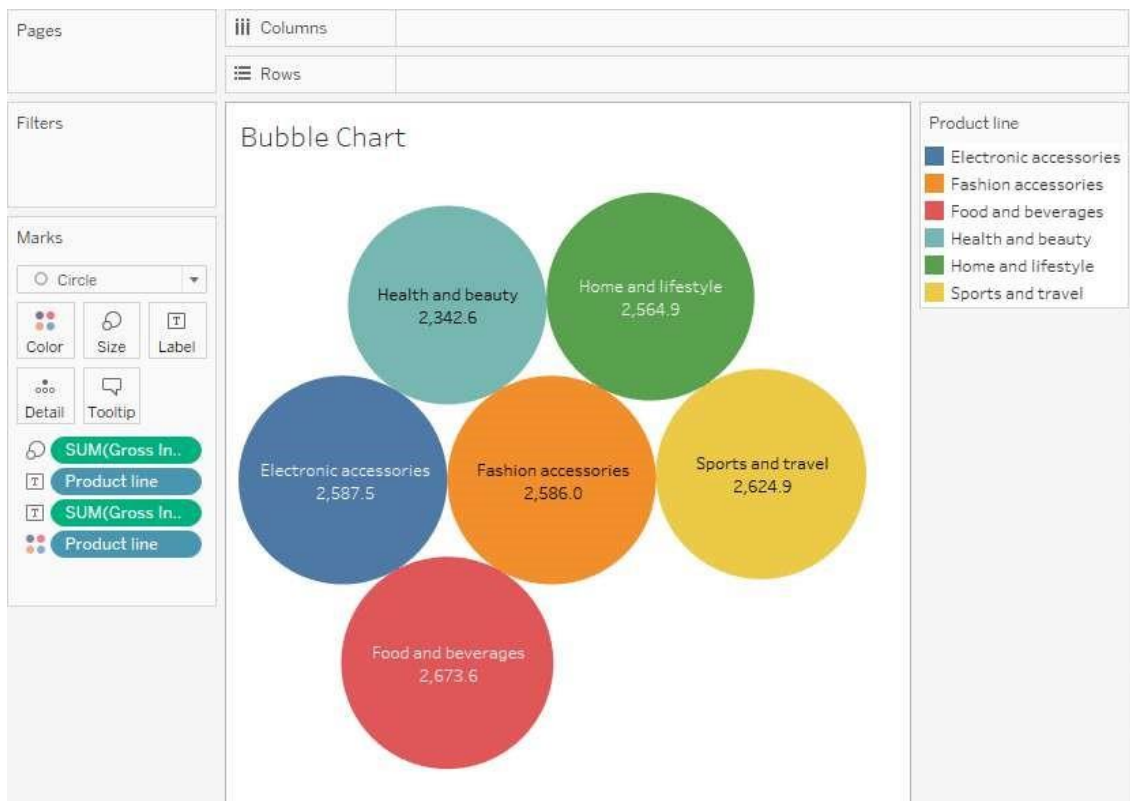 Pages
Columns
Rows
Filters
Marks
Circle
Color
Size
Label
Detail
Tooltip
SUM(Gross In..
Product line
SUM(Gross In..
Product line
Bubble Chart
Health and beauty
2,342.6
Home and lifestyle
2,564.9
Electronic accessories
2,587.5
Fashion accessories
2,586.0
Sports and travel
2,624.9
Food and beverages
2,673.6
Product line
Electronic accessories
Fashion accessories
Food and beverages
Health and beauty
Home and lifestyle
Sports and travel